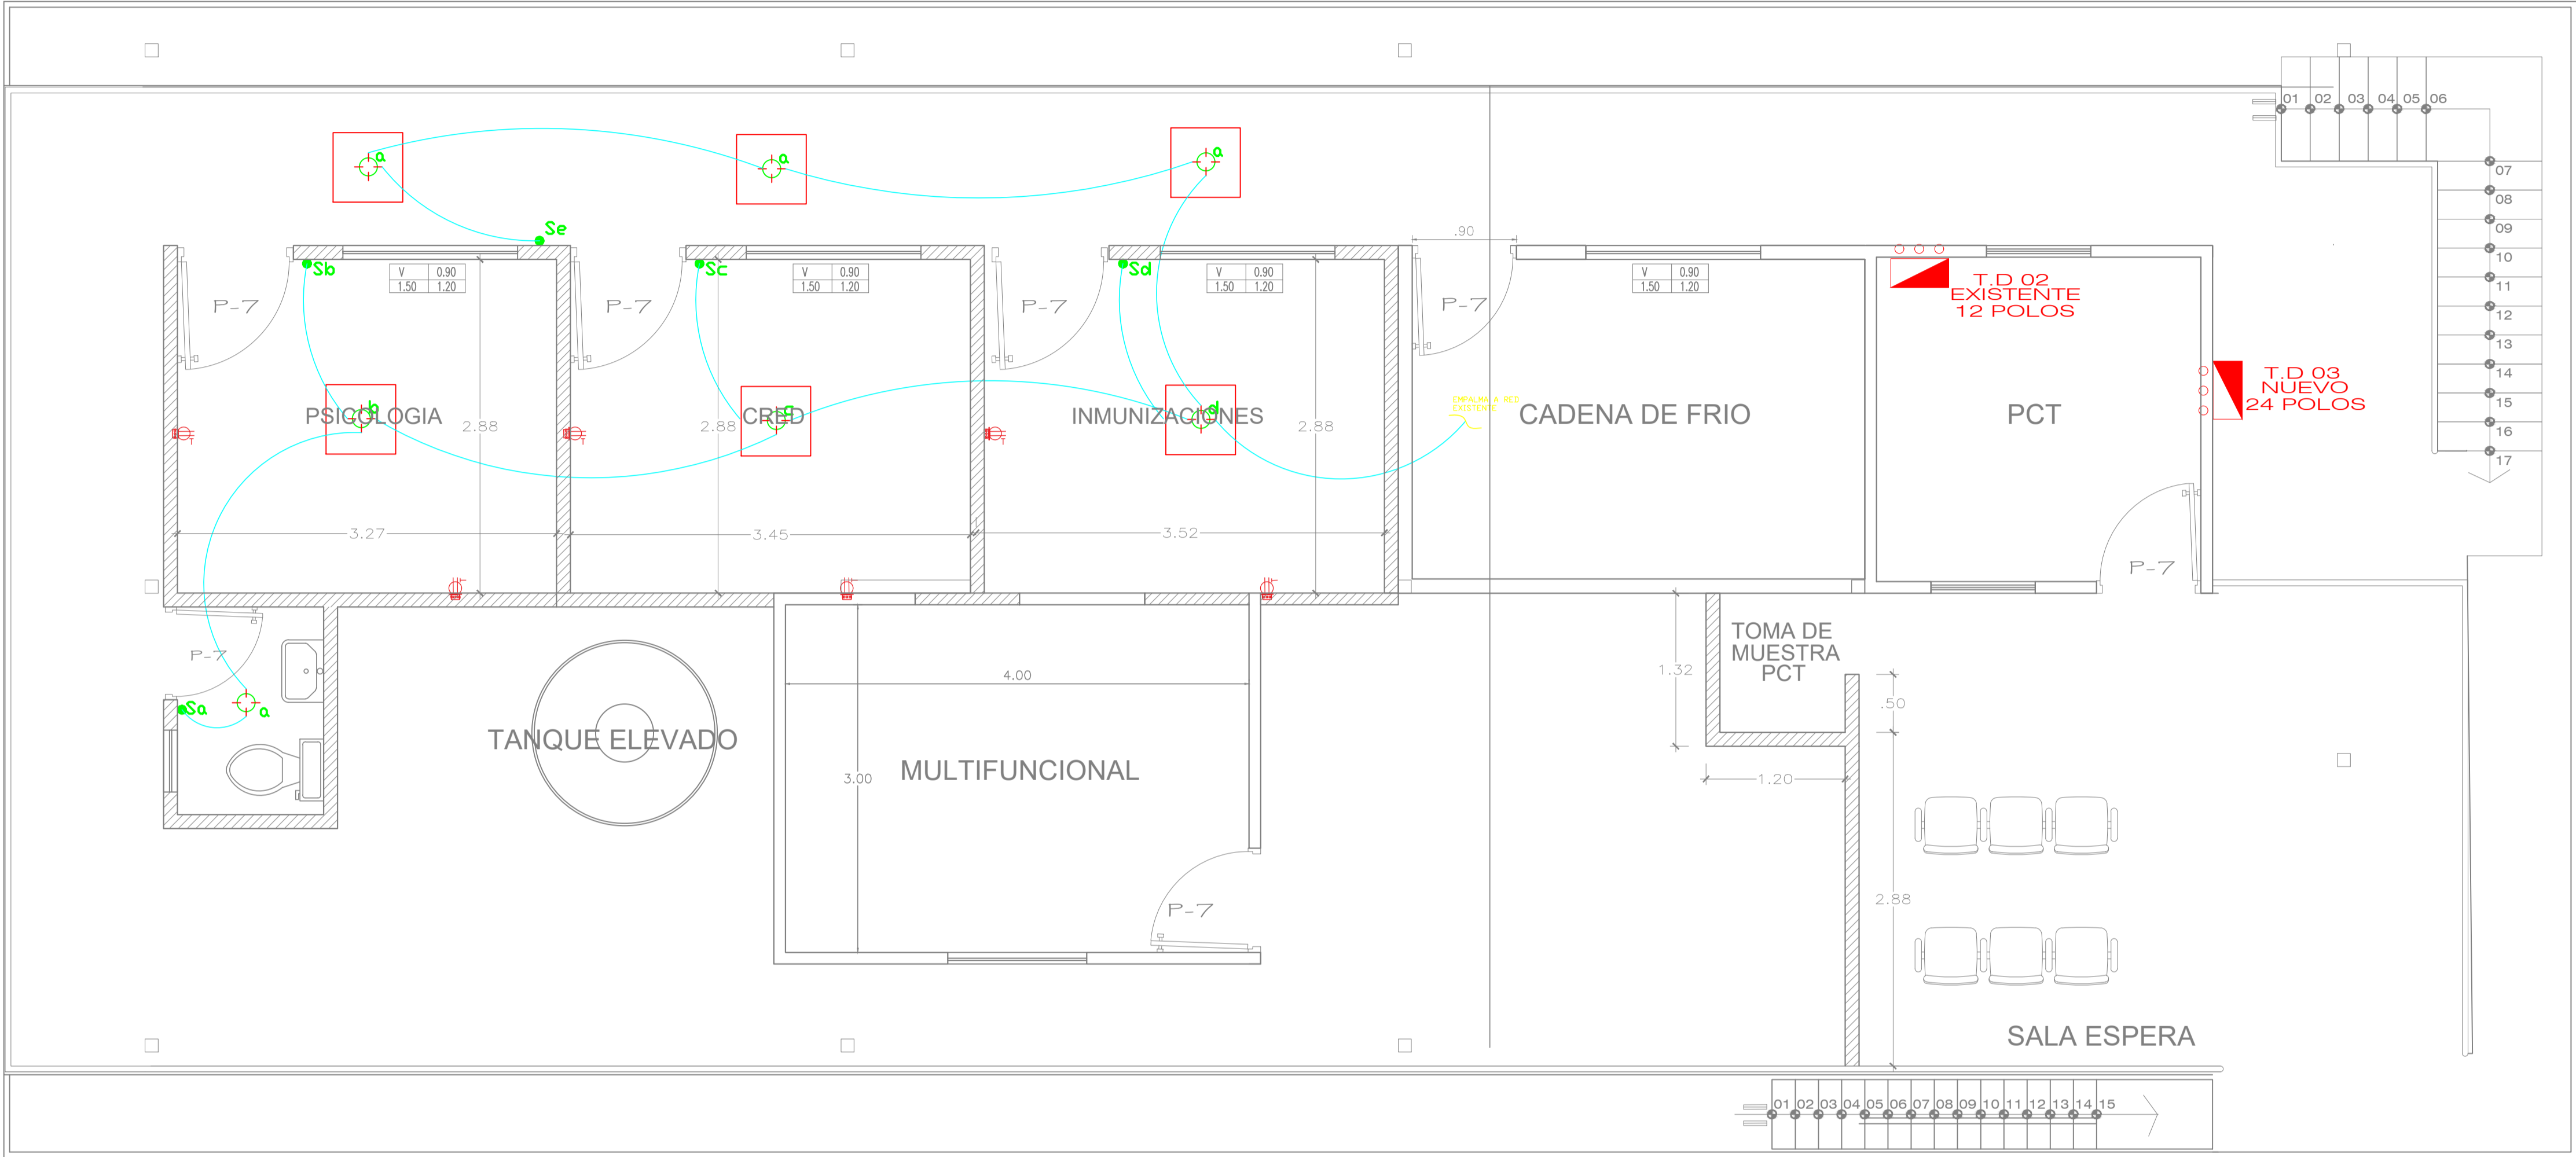 01 02 03 04 05 06
07
08
09
10
11
12
13
14
15
16
17
a
a
a
Se
.90
Sb
Sc
Sd
V 0.90
1.50 1.20
V 0.90
1.50 1.20
V 0.90
1.50 1.20
V 0.90
1.50 1.20
P-7
P-7
P-7
P-7
T.D 02
EXISTENTE
12 POLOS
T.D 03
NUEVO
24 POLOS
b
PSICOLOGIA
2.88
c
CRED
2.88
d
INMUNIZACIONES
2.88
EMPALMA A RED
EXISTENTE
CADENA DE FRIO
PCT
3.27
3.45
3.52
P-7
P-7
TOMA DE
MUESTRA
PCT
1.32
4.00
.50
Sa
a
TANQUE ELEVADO
3.00
MULTIFUNCIONAL
1.20
P-7
2.88
SALA ESPERA
01 02 03 04 05 06 07 08 09 10 11 12 13 14 15